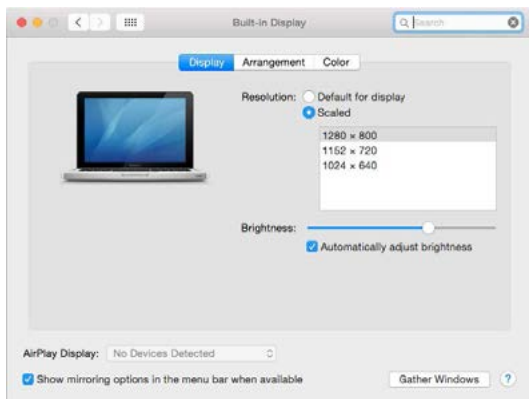 Built-in Display
Search
Display Arrangement Color
Resolution: Default for display
Scaled
1280 × 800
1152 × 720
1024 × 640
Brightness:
Automatically adjust brightness
AirPlay Display: No Devices Detected
Show mirroring options in the menu bar when available
Gather Windows ?